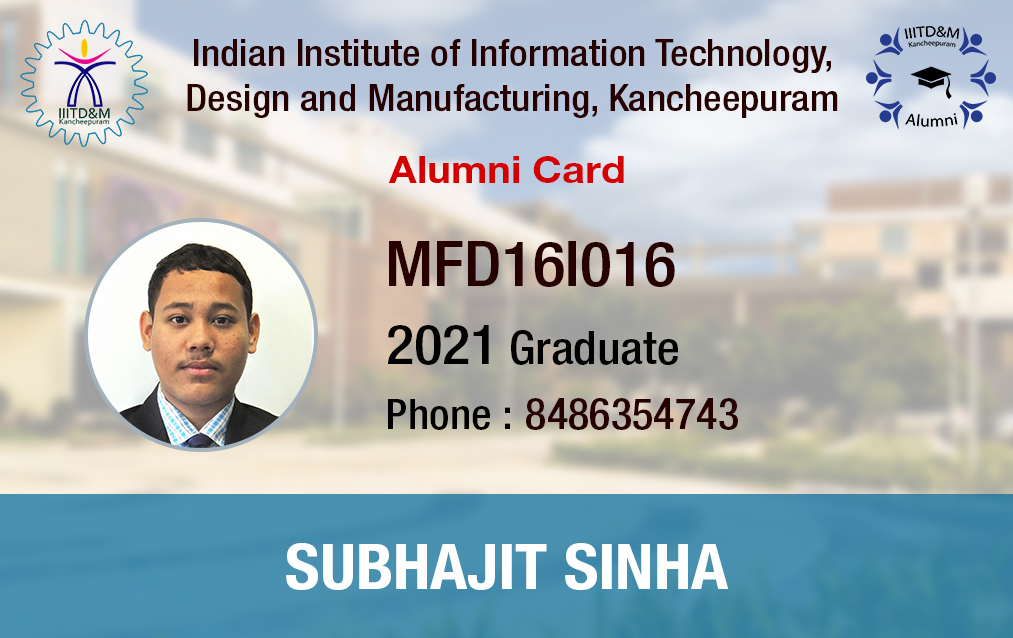 Indian Institute of Information Technology,
Design and Manufacturing, Kancheepuram
IIITD&M
Kancheepuram
IIITD&M
Kancheepuram
Alumni
Alumni Card
MFD16I016
2021 Graduate
Phone : 8486354743
SUBHAJIT SINHA